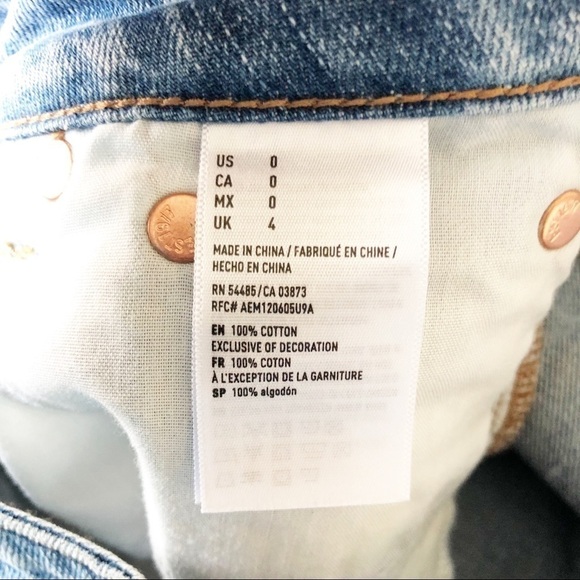 US 0
CA 0
MX 0
UK 4
MADE IN CHINA / FABRIQUÉ EN CHINE /
HECHO EN CHINA
RN 54485/CA 03873
RFC# AEM120605U9A
EN 100% COTTON
EXCLUSIVE OF DECORATION
FR 100% COTON
À L'EXCEPTION DE LA GARNITURE
SP 100% algodón